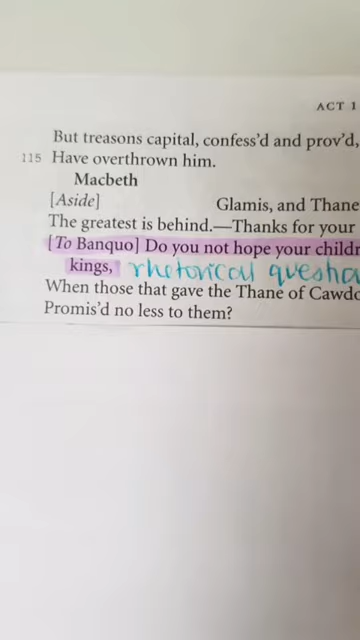 ACT 1
But treasons capital, confess'd and prov'd,
115 Have overthrown him.
Macbeth
[Aside] Glamis, and Thane
The greatest is behind.—Thanks for your
[To Banquo] Do you not hope your childr
kings, rhetorical questio
When those that gave the Thane of Cawdo
Promis'd no less to them?